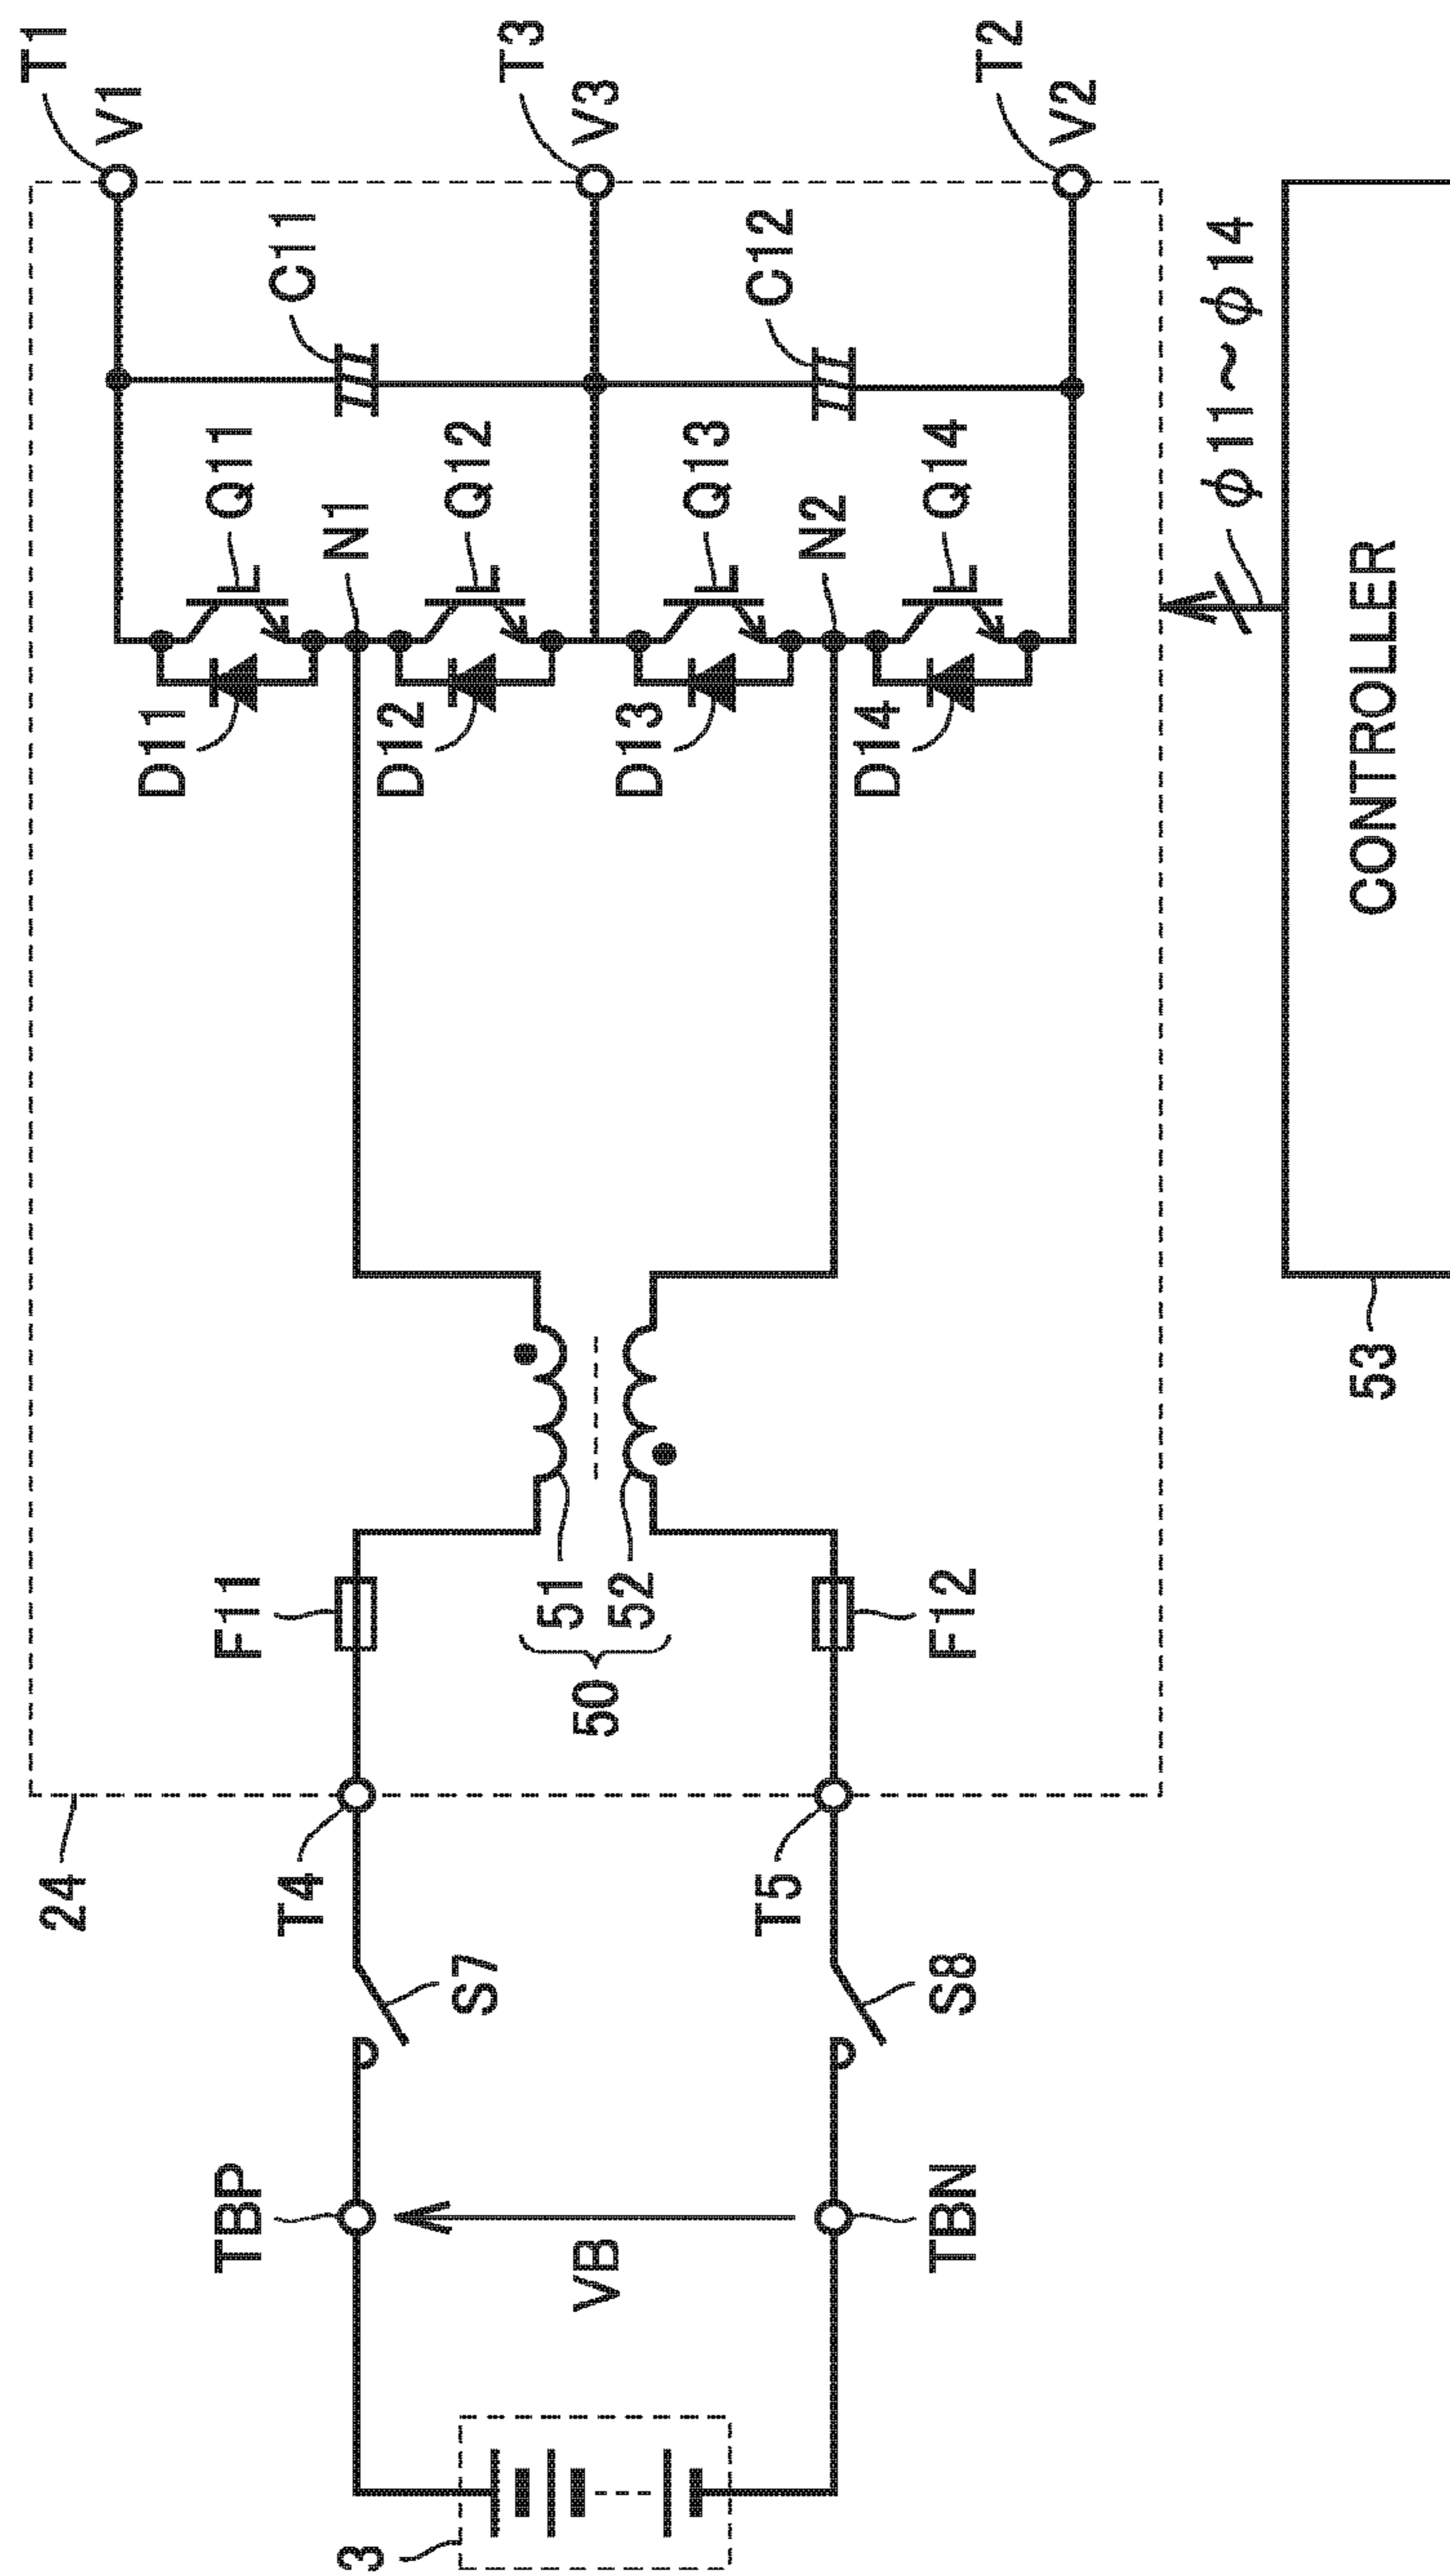 24
T1
V1
F11
D11
Q11
C11
3
TBP
T4
N1
S7
D12
Q12
51
T3
V3
VB
50
52
D13
Q13
C12
N2
T5
TBN
S8
F12
D14
Q14
T2
V2
φ11~φ14
53
CONTROLLER